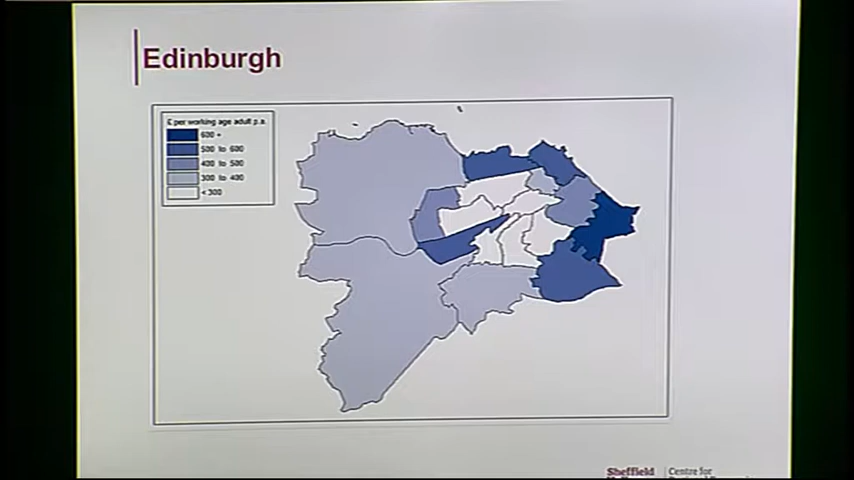 Edinburgh
£ per working age adult p.a.
600 +
500 to 600
400 to 500
300 to 400
< 300
Sheffield
Centre for